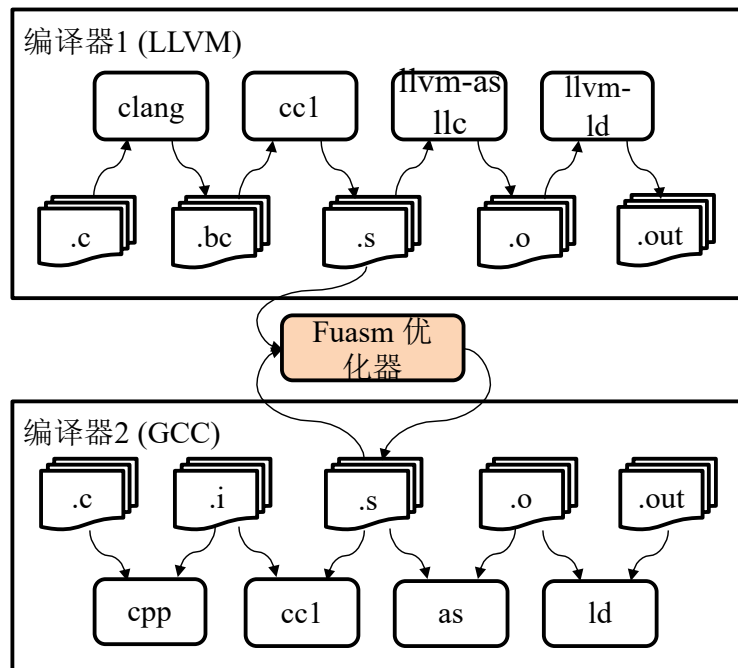 编译器1 (LLVM)
clang
cc1
llvm-as
llc
llvm-
ld
.c
.bc
.s
.o
.out
Fuasm 优
化器
编译器2 (GCC)
.c
.i
.s
.o
.out
cpp
cc1
as
ld